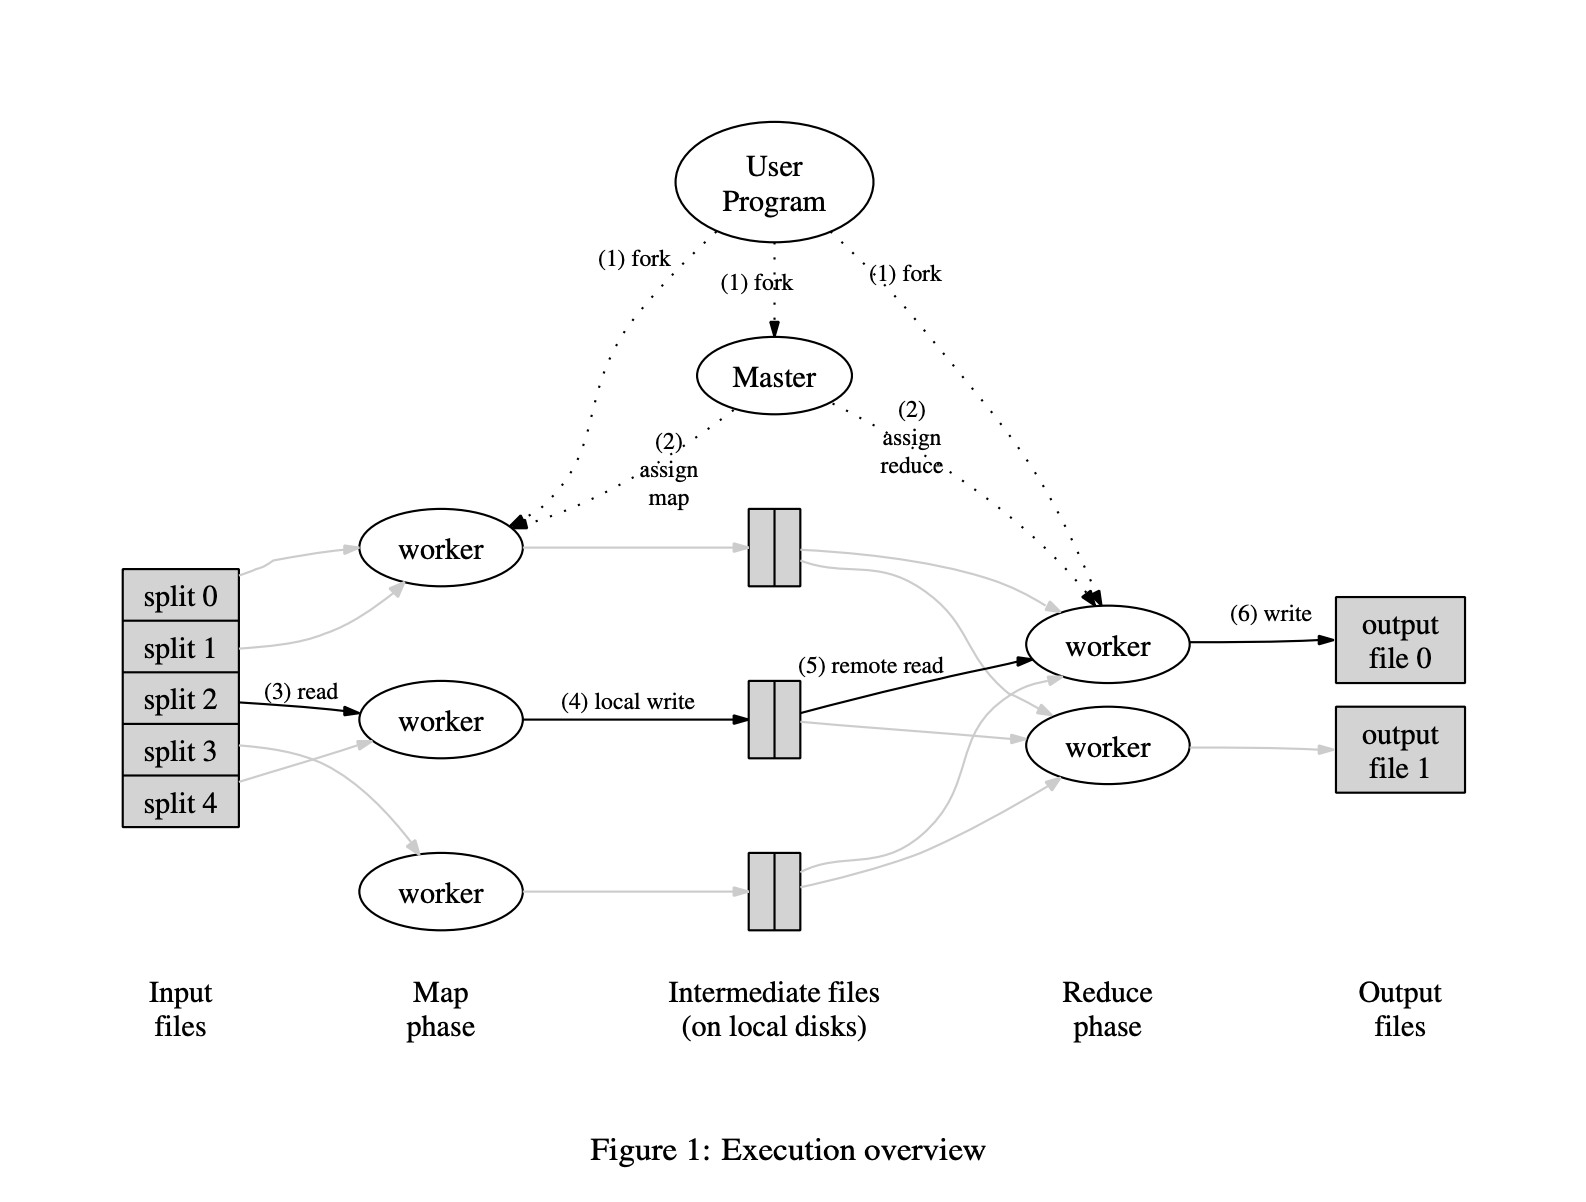 User
Program
(1) fork
(1) fork
(1) fork
Master
(2)
assign
map
(2)
assign
reduce
worker
split 0
split 1
split 2
split 3
split 4
(3) read
worker
(4) local write
(5) remote read
worker
(6) write
output
file 0
worker
output
file 1
worker
Input
files
Map
phase
Intermediate files
(on local disks)
Reduce
phase
Output
files
Figure 1: Execution overview